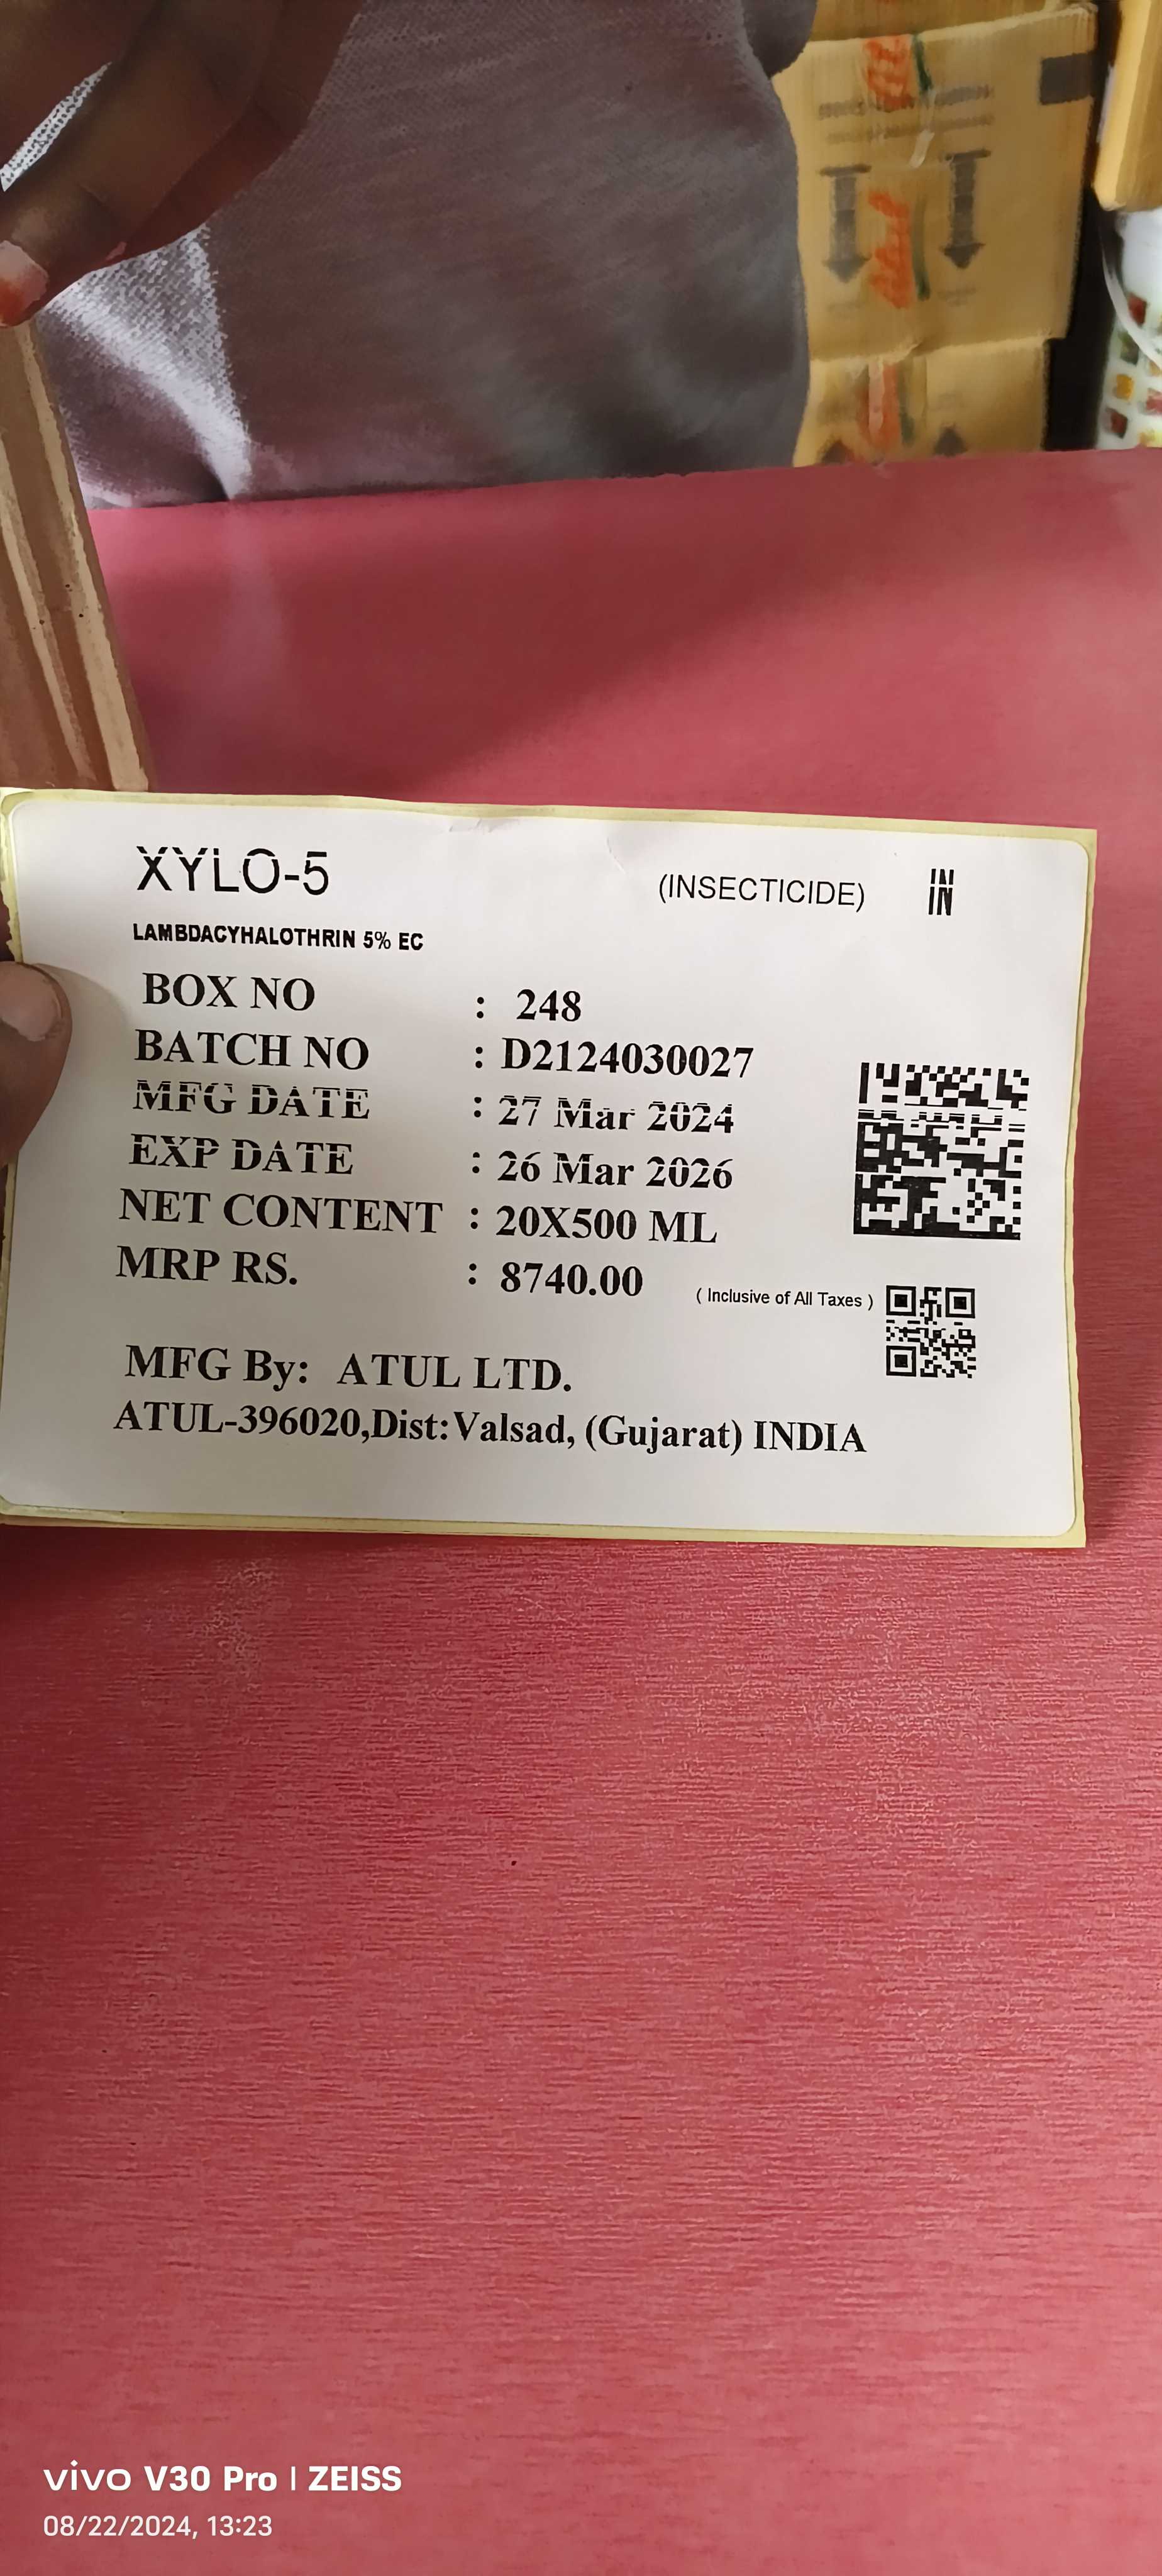 XYLO-5 (INSECTICIDE) IN
LAMBDACYHALOTHRIN 5% EC
BOX NO : 248
BATCH NO : D2124030027
MFG DATE : 27 Mar 2024
EXP DATE : 26 Mar 2026
NET CONTENT : 20X500 ML
MRP RS. : 8740.00 ( Inclusive of All Taxes )
MFG By: ATUL LTD.
ATUL-396020,Dist:Valsad, (Gujarat) INDIA
vivo V30 Pro | ZEISS
08/22/2024, 13:23